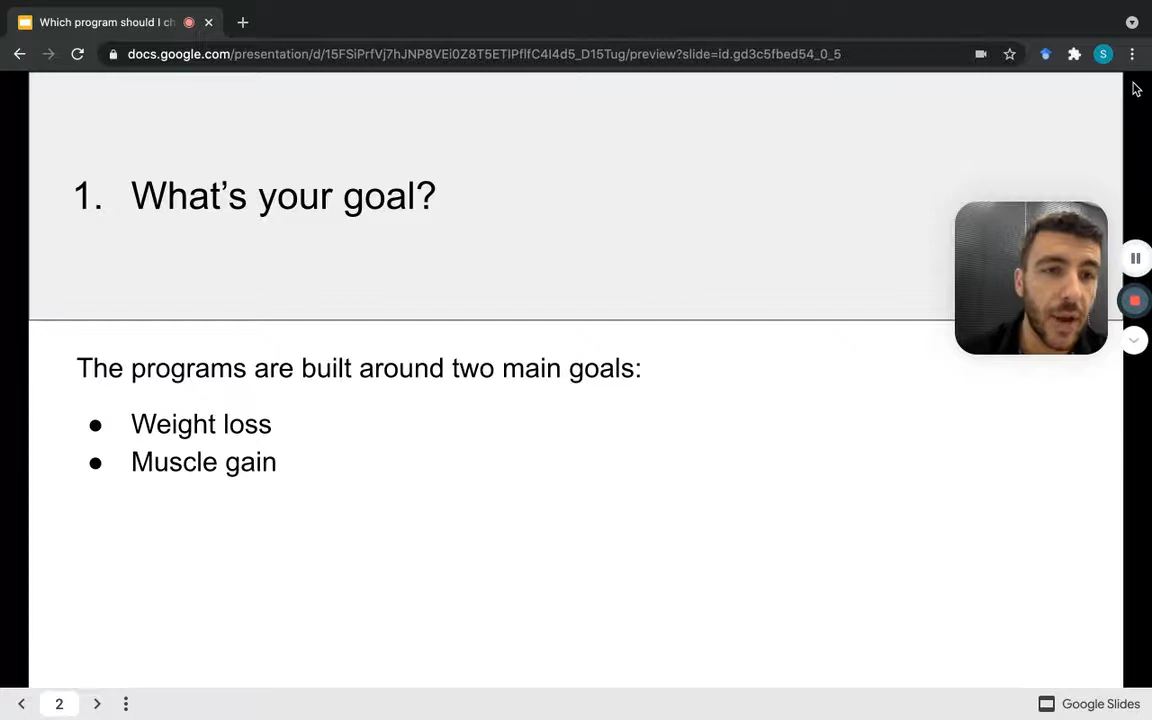 Which program should I ch
docs.google.com/presentation/d/15FSiPrfVj7hJNP8VEi0Z8T5ETIPflfC4I4d5_D15Tug/preview?slide=id.gd3c5fbed54_0_5
S
1. What's your goal?
The programs are built around two main goals:
● Weight loss
● Muscle gain
2
Google Slides